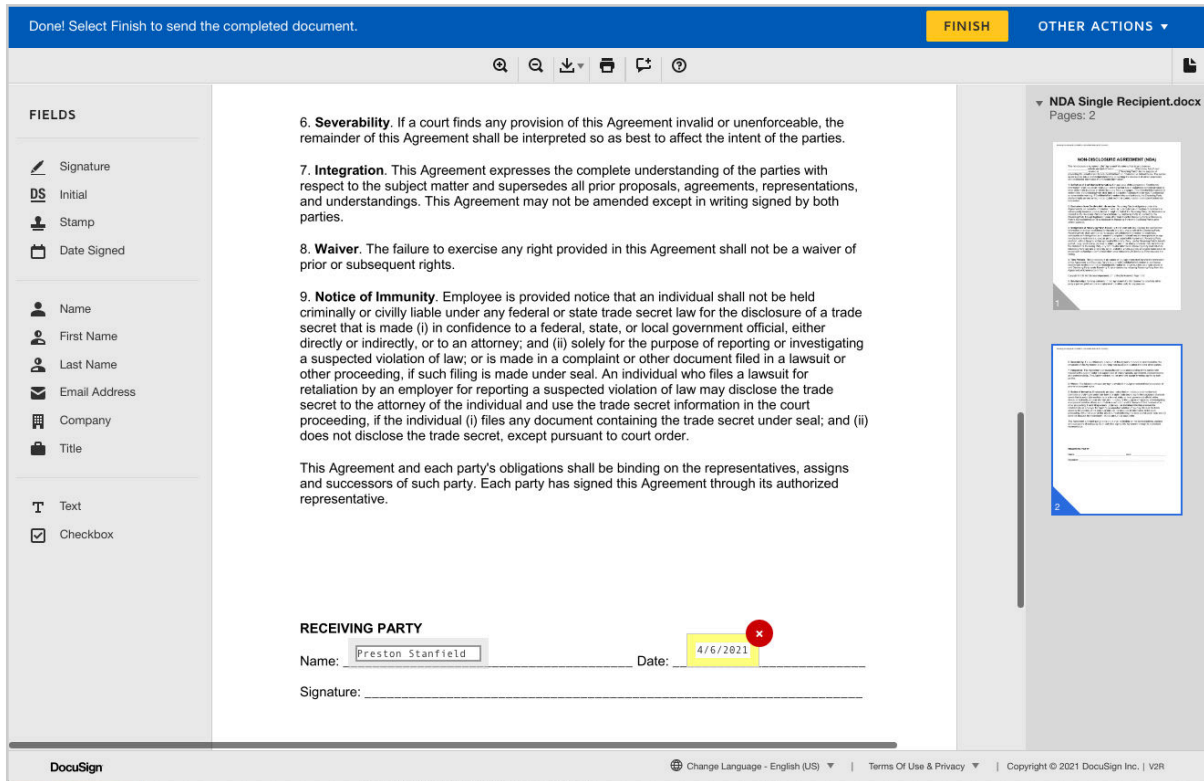 Done! Select Finish to send the completed document.
FINISH
OTHER ACTIONS
FIELDS
Signature
DS Initial
Stamp
Date Signed
Name
First Name
Last Name
Email Address
Company
Title
T Text
Checkbox
6. Severability. If a court finds any provision of this Agreement invalid or unenforceable, the
remainder of this Agreement shall be interpreted so as best to affect the intent of the parties.
7. Integration. This Agreement expresses the complete understanding of the parties with
respect to the subject matter and supersedes all prior proposals, agreements, representations,
and understandings. This Agreement may not be amended except in writing signed by both
parties.
8. Waiver. The failure to exercise any right provided in this Agreement shall not be a waiver of
prior or subsequent rights.
9. Notice of Immunity. Employee is provided notice that an individual shall not be held
criminally or civilly liable under any federal or state trade secret law for the disclosure of a trade
secret that is made (i) in confidence to a federal, state, or local government official, either
directly or indirectly, or to an attorney; and (ii) solely for the purpose of reporting or investigating
a suspected violation of law; or is made in a complaint or other document filed in a lawsuit or
other proceeding, if such filing is made under seal. An individual who files a lawsuit for
retaliation by an employer for reporting a suspected violation of law may disclose the trade
secret to the attorney of the individual and use the trade secret information in the court
proceeding, if the individual (i) files any document containing the trade secret under seal; and (ii)
does not disclose the trade secret, except pursuant to court order.
This Agreement and each party's obligations shall be binding on the representatives, assigns
and successors of such party. Each party has signed this Agreement through its authorized
representative.
RECEIVING PARTY
Name: Preston Stanfield Date: 4/6/2021
Signature:
NDA Single Recipient.docx
Pages: 2
NON-DISCLOSURE AGREEMENT (NDA)
1
2
DocuSign
Change Language - English (US) | Terms Of Use & Privacy | Copyright © 2021 DocuSign Inc. | V2R